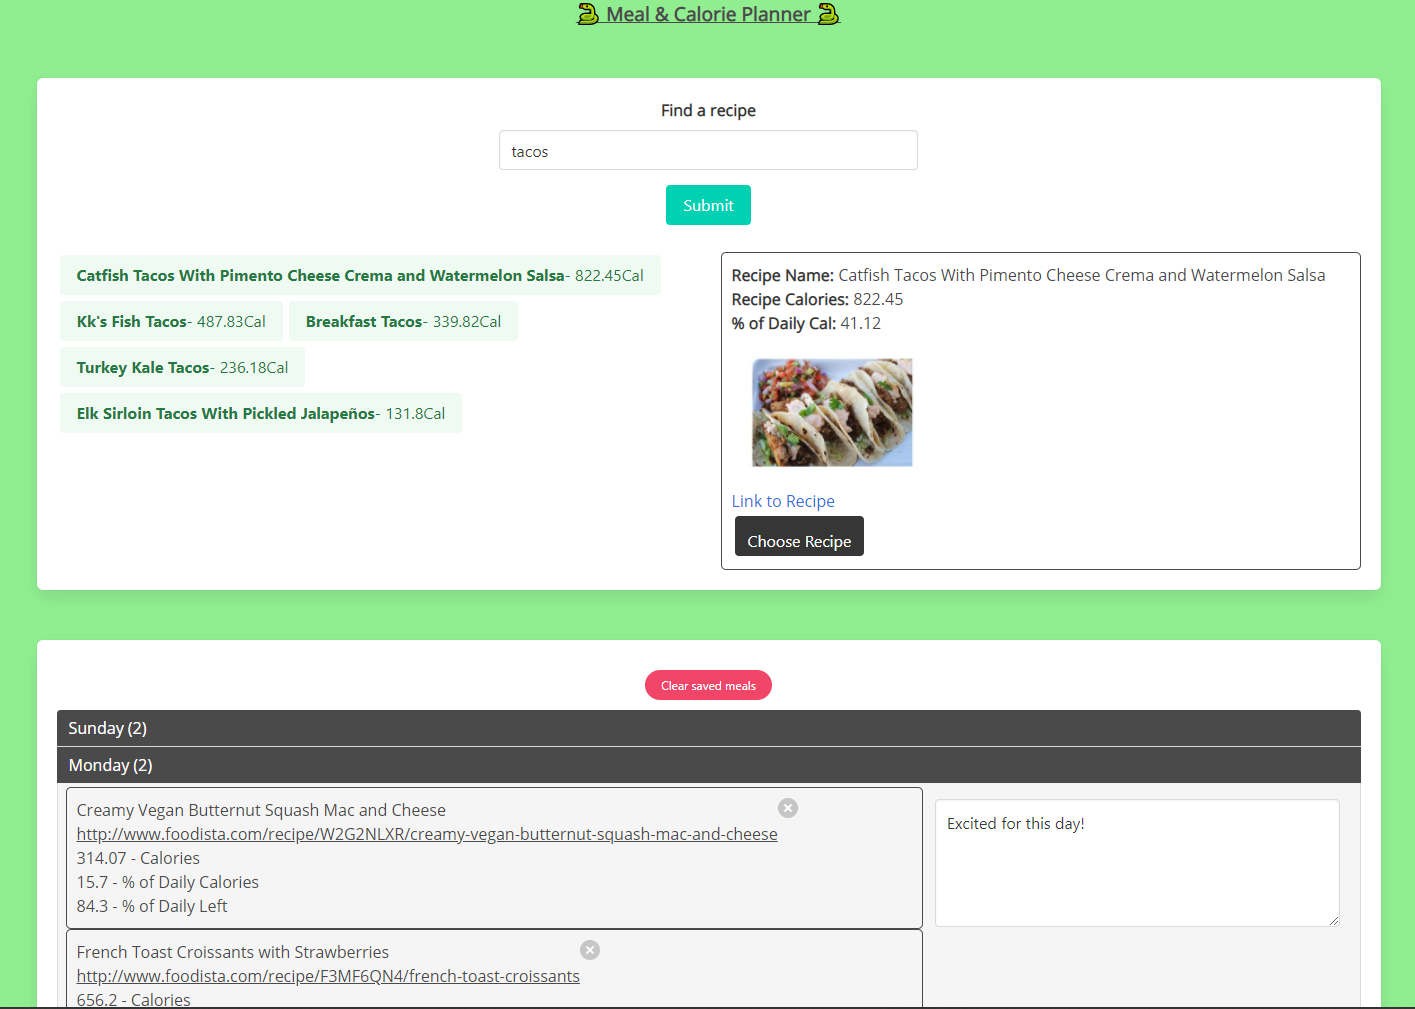 Meal & Calorie Planner
Find a recipe
tacos
Submit
Catfish Tacos With Pimento Cheese Crema and Watermelon Salsa- 822.45Cal
Kk's Fish Tacos- 487.83Cal
Breakfast Tacos- 339.82Cal
Turkey Kale Tacos- 236.18Cal
Elk Sirloin Tacos With Pickled Jalapeños- 131.8Cal
Recipe Name: Catfish Tacos With Pimento Cheese Crema and Watermelon Salsa
Recipe Calories: 822.45
% of Daily Cal: 41.12
Link to Recipe
Choose Recipe
Clear saved meals
Sunday (2)
Monday (2)
Creamy Vegan Butternut Squash Mac and Cheese
http://www.foodista.com/recipe/W2G2NLXR/creamy-vegan-butternut-squash-mac-and-cheese
314.07 - Calories
15.7 - % of Daily Calories
84.3 - % of Daily Left
Excited for this day!
French Toast Croissants with Strawberries
http://www.foodista.com/recipe/F3MF6QN4/french-toast-croissants
656.2 - Calories